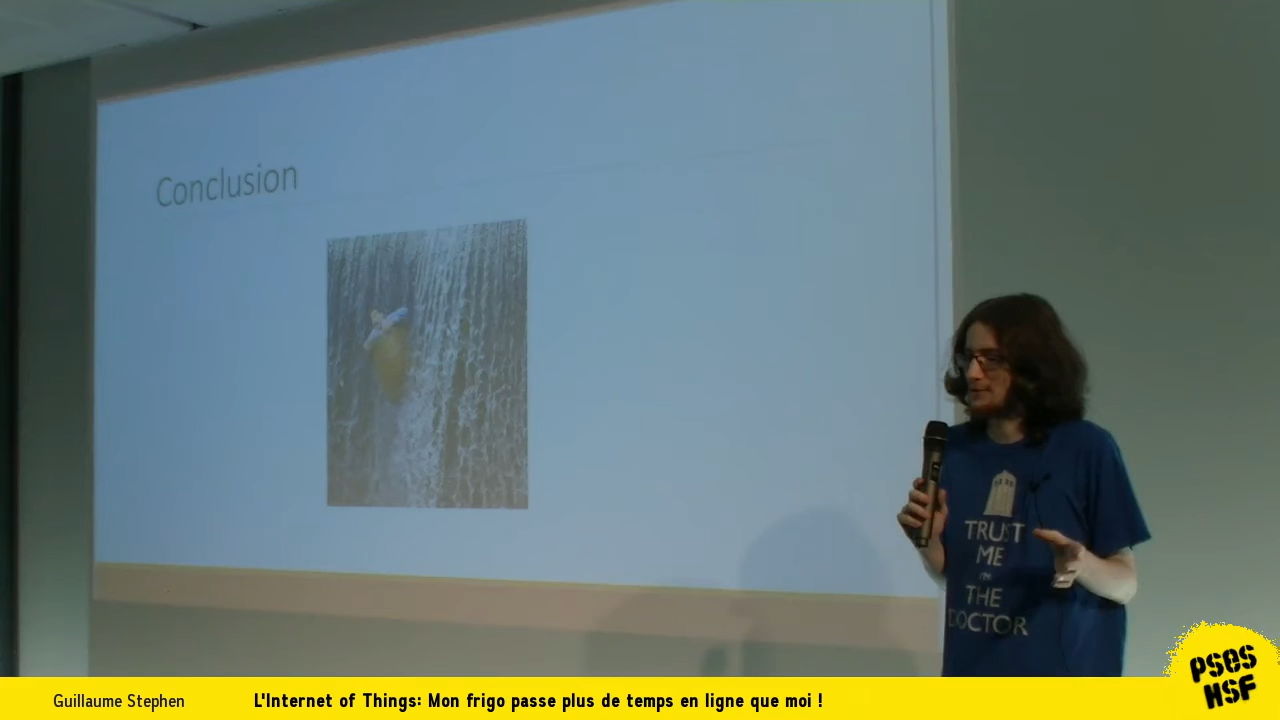 Conclusion
TRUST
ME
I'm
THE
DOCTOR
PSES
HSF
Guillaume Stephen
L'Internet of Things: Mon frigo passe plus de temps en ligne que moi !